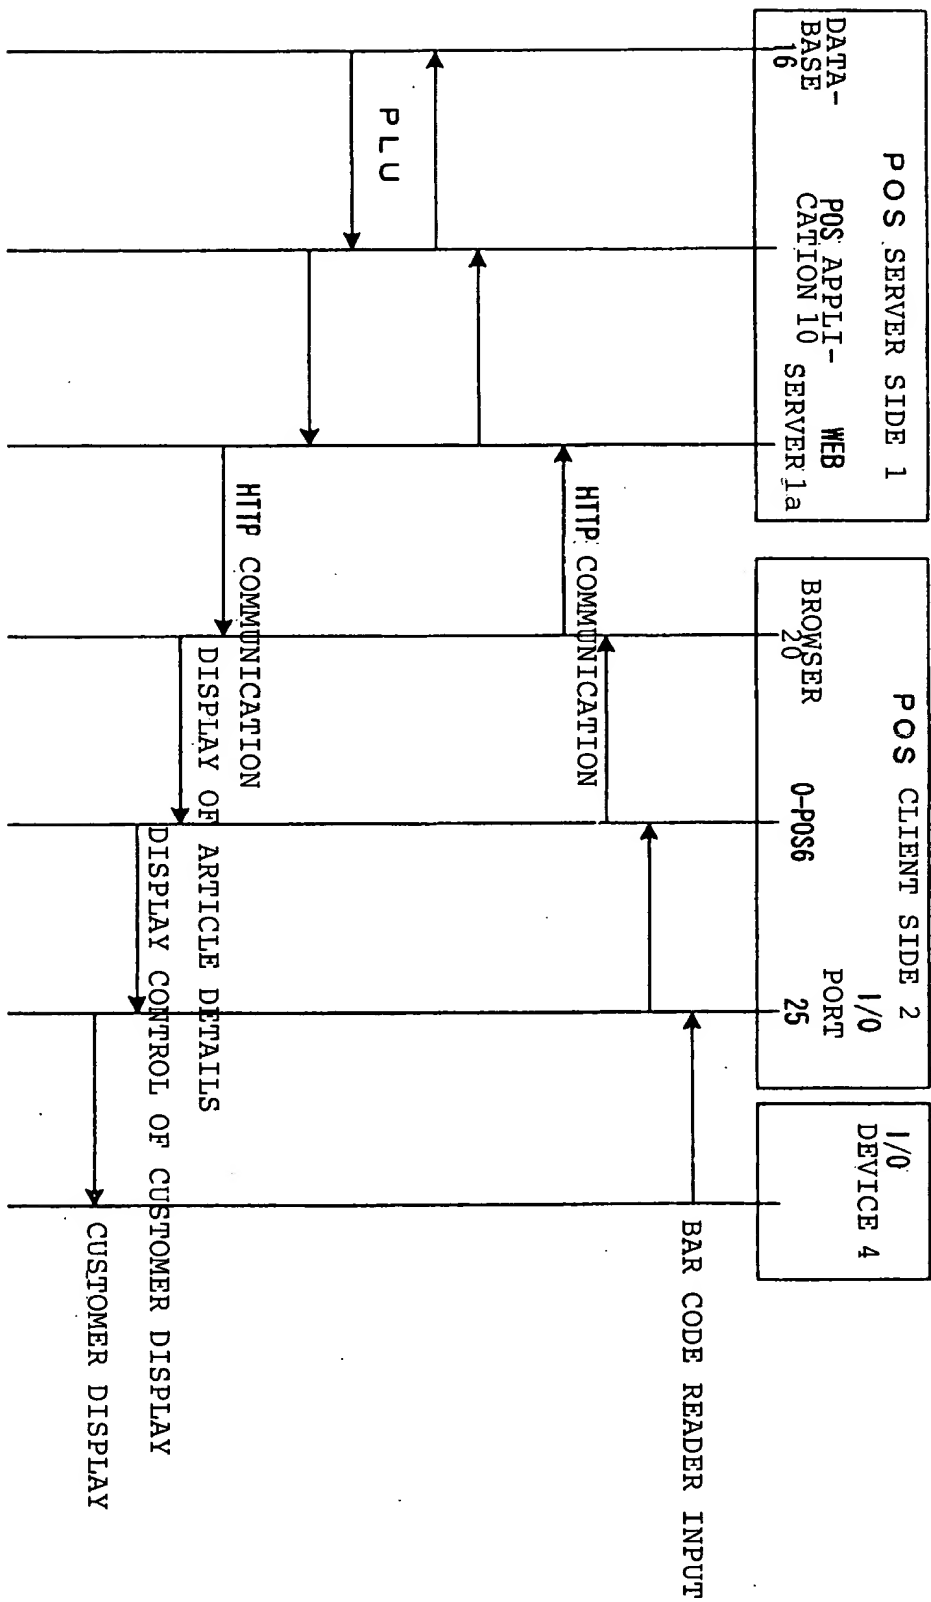 POS SERVER SIDE 1
DATA-
BASE
16
POS APPLI-
CATION 10
WEB
SERVER 1a
POS CLIENT SIDE 2
BROWSER
20
O-POS6
I/O
PORT
25
I/O
DEVICE 4
BAR CODE READER INPUT
HTTP COMMUNICATION
PLU
HTTP COMMUNICATION
DISPLAY OF ARTICLE DETAILS
DISPLAY CONTROL OF CUSTOMER DISPLAY
CUSTOMER DISPLAY